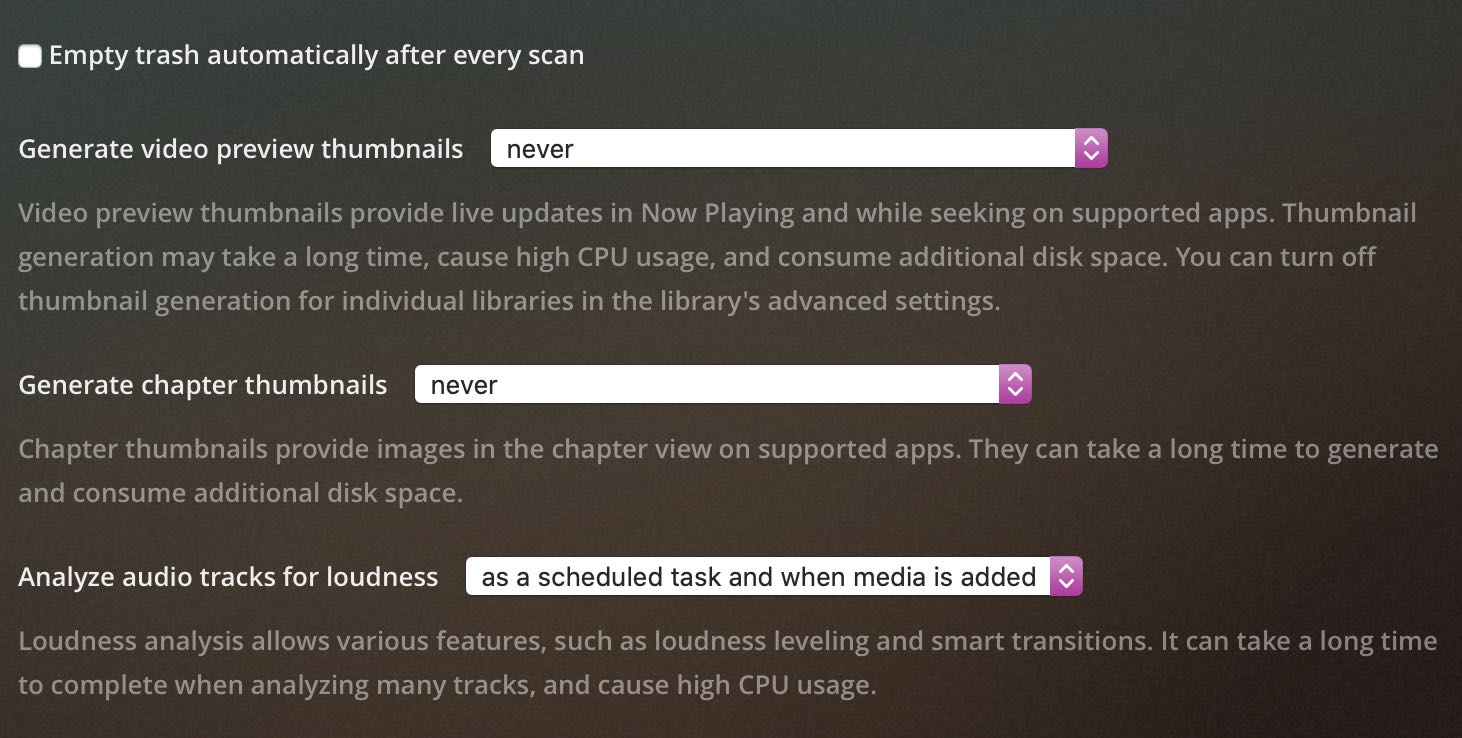 Empty trash automatically after every scan
Generate video preview thumbnails never
Video preview thumbnails provide live updates in Now Playing and while seeking on supported apps. Thumbnail
generation may take a long time, cause high CPU usage, and consume additional disk space. You can turn off
thumbnail generation for individual libraries in the library's advanced settings.
Generate chapter thumbnails never
Chapter thumbnails provide images in the chapter view on supported apps. They can take a long time to generate
and consume additional disk space.
Analyze audio tracks for loudness as a scheduled task and when media is added
Loudness analysis allows various features, such as loudness leveling and smart transitions. It can take a long time
to complete when analyzing many tracks, and cause high CPU usage.